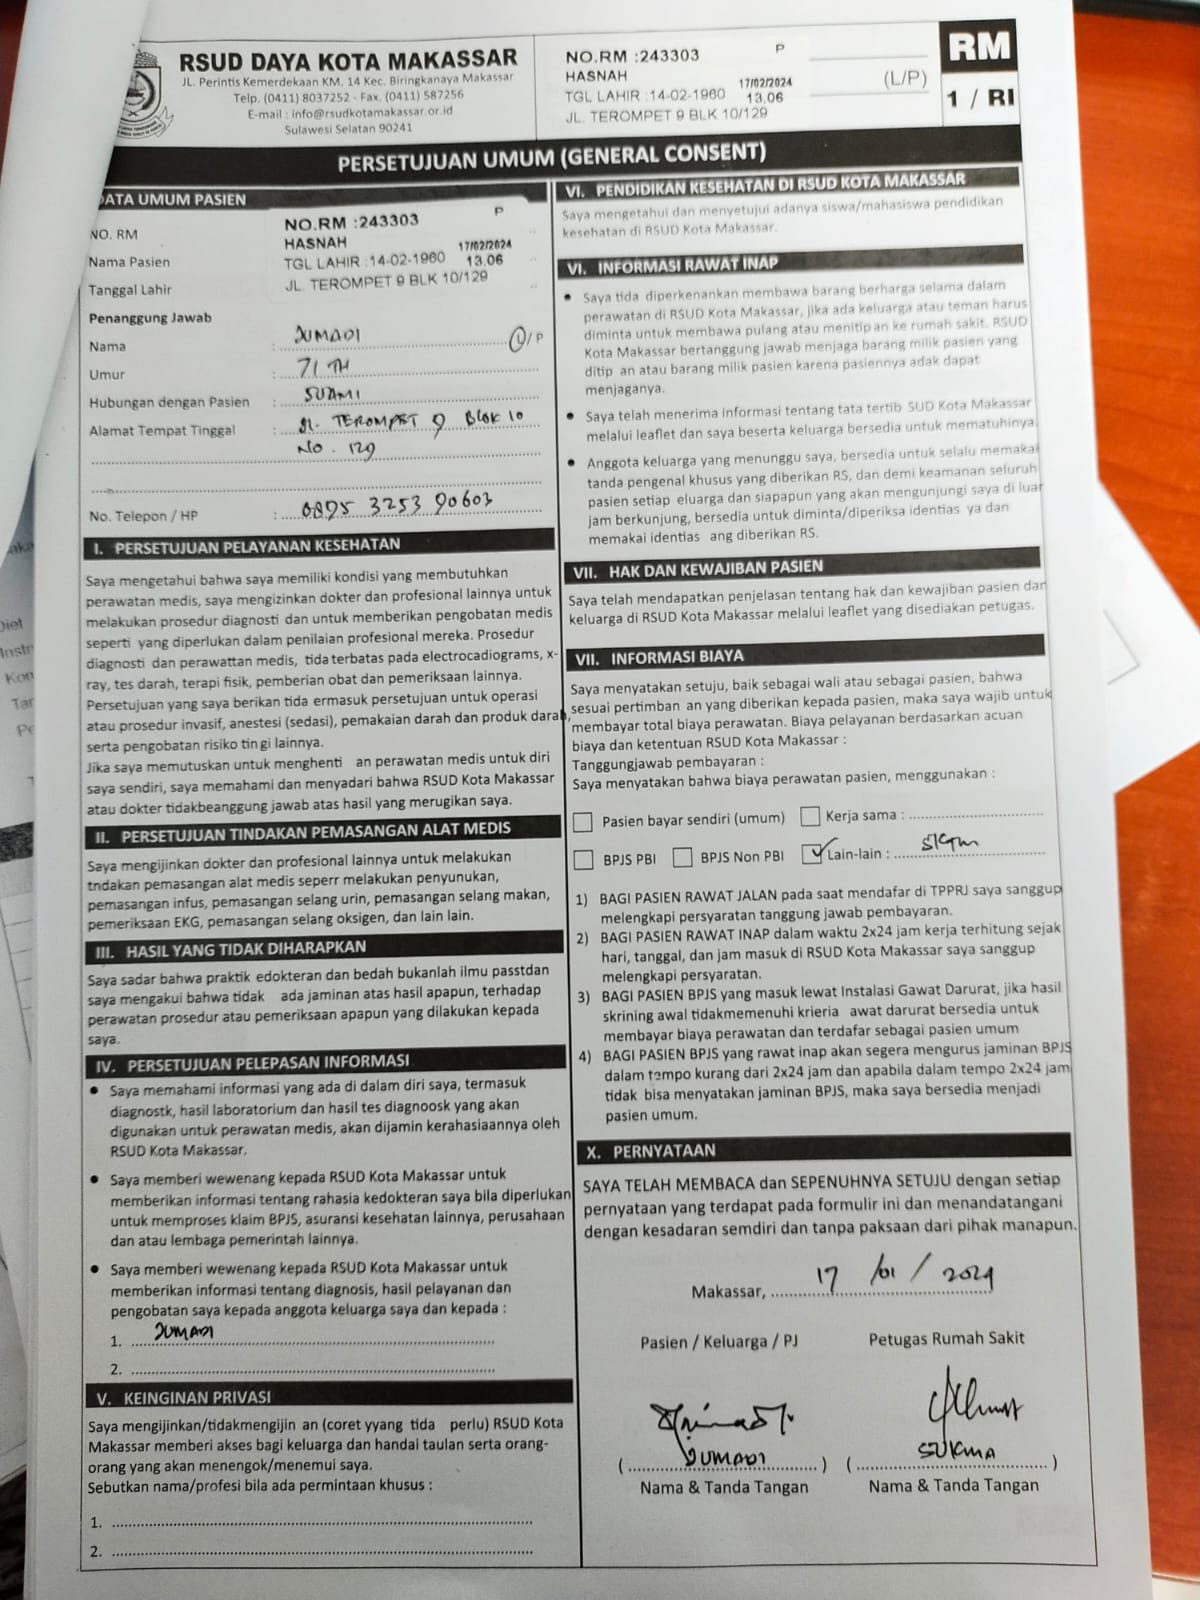 RSUD DAYA KOTA MAKASSAR
JL. Perintis Kemerdekaan KM. 14 Kec. Biringkanaya Makassar
Telp. (0411) 8037252 - Fax. (0411) 587256
E-mail : info@rsudkotamakassar.or.id
Sulawesi Selatan 90241
NO.RM :243303 P
HASNAH 17/02/2024
TGL LAHIR :14-02-1960 13.06
JL. TEROMPET 9 BLK 10/129
(L/P)
RM
1 / RI
PERSETUJUAN UMUM (GENERAL CONSENT)
DATA UMUM PASIEN
NO. RM
Nama Pasien
Tanggal Lahir
NO.RM :243303 P
HASNAH 17/02/2024
TGL LAHIR :14-02-1960 13.06
JL. TEROMPET 9 BLK 10/129
Penanggung Jawab
Nama : JUMADI L/P
Umur : 71 TH
Hubungan dengan Pasien : SUAMI
Alamat Tempat Tinggal : Jl. TEROMPET 9 BLOK 10
No. 129
No. Telepon / HP : 0895 3253 90603
I. PERSETUJUAN PELAYANAN KESEHATAN
Saya mengetahui bahwa saya memiliki kondisi yang membutuhkan
perawatan medis, saya mengizinkan dokter dan profesional lainnya untuk
melakukan prosedur diagnosti dan untuk memberikan pengobatan medis
seperti yang diperlukan dalam penilaian profesional mereka. Prosedur
diagnosti dan perawattan medis, tida terbatas pada electrocadiograms, x-
ray, tes darah, terapi fisik, pemberian obat dan pemeriksaan lainnya.
Persetujuan yang saya berikan tida ermasuk persetujuan untuk operasi
atau prosedur invasif, anestesi (sedasi), pemakaian darah dan produk darah,
serta pengobatan risiko tin gi lainnya.
Jika saya memutuskan untuk menghenti an perawatan medis untuk diri
saya sendiri, saya memahami dan menyadari bahwa RSUD Kota Makassar
atau dokter tidakbeanggung jawab atas hasil yang merugikan saya.
II. PERSETUJUAN TINDAKAN PEMASANGAN ALAT MEDIS
Saya mengijinkan dokter dan profesional lainnya untuk melakukan
tndakan pemasangan alat medis seperr melakukan penyunukan,
pemasangan infus, pemasangan selang urin, pemasangan selang makan,
pemeriksaan EKG, pemasangan selang oksigen, dan lain lain.
III. HASIL YANG TIDAK DIHARAPKAN
Saya sadar bahwa praktik edokteran dan bedah bukanlah ilmu passtdan
saya mengakui bahwa tidak ada jaminan atas hasil apapun, terhadap
perawatan prosedur atau pemeriksaan apapun yang dilakukan kepada
saya.
IV. PERSETUJUAN PELEPASAN INFORMASI
• Saya memahami informasi yang ada di dalam diri saya, termasuk
diagnostk, hasil laboratorium dan hasil tes diagnoosk yang akan
digunakan untuk perawatan medis, akan dijamin kerahasiaannya oleh
RSUD Kota Makassar.
• Saya memberi wewenang kepada RSUD Kota Makassar untuk
memberikan informasi tentang rahasia kedokteran saya bila diperlukan
untuk memproses klaim BPJS, asuransi kesehatan lainnya, perusahaan
dan atau lembaga pemerintah lainnya.
• Saya memberi wewenang kepada RSUD Kota Makassar untuk
memberikan informasi tentang diagnosis, hasil pelayanan dan
pengobatan saya kepada anggota keluarga saya dan kepada :
1. JUMADI
2.
V. KEINGINAN PRIVASI
Saya mengijinkan/tidakmengijin an (coret yyang tida perlu) RSUD Kota
Makassar memberi akses bagi keluarga dan handai taulan serta orang-
orang yang akan menengok/menemui saya.
Sebutkan nama/profesi bila ada permintaan khusus :
1.
2.
VI. PENDIDIKAN KESEHATAN DI RSUD KOTA MAKASSAR
Saya mengetahui dan menyetujui adanya siswa/mahasiswa pendidikan
kesehatan di RSUD Kota Makassar.
VI. INFORMASI RAWAT INAP
• Saya tida diperkenankan membawa barang berharga selama dalam
perawatan di RSUD Kota Makassar, jika ada keluarga atau teman harus
diminta untuk membawa pulang atau menitip an ke rumah sakit. RSUD
Kota Makassar bertanggung jawab menjaga barang milik pasien yang
ditip an atau barang milik pasien karena pasiennya adak dapat
menjaganya.
• Saya telah menerima informasi tentang tata tertib SUD Kota Makassar
melalui leaflet dan saya beserta keluarga bersedia untuk mematuhinya.
• Anggota keluarga yang menunggu saya, bersedia untuk selalu memakai
tanda pengenal khusus yang diberikan RS, dan demi keamanan seluruh
pasien setiap eluarga dan siapapun yang akan mengunjungi saya di luar
jam berkunjung, bersedia untuk diminta/diperiksa identias ya dan
memakai identias ang diberikan RS.
VII. HAK DAN KEWAJIBAN PASIEN
Saya telah mendapatkan penjelasan tentang hak dan kewajiban pasien dan
keluarga di RSUD Kota Makassar melalui leaflet yang disediakan petugas.
VII. INFORMASI BIAYA
Saya menyatakan setuju, baik sebagai wali atau sebagai pasien, bahwa
sesuai pertimban an yang diberikan kepada pasien, maka saya wajib untuk
membayar total biaya perawatan. Biaya pelayanan berdasarkan acuan
biaya dan ketentuan RSUD Kota Makassar :
Tanggungjawab pembayaran :
Saya menyatakan bahwa biaya perawatan pasien, menggunakan :
Pasien bayar sendiri (umum) Kerja sama :
BPJS PBI BPJS Non PBI Lain-lain : SKTM
1) BAGI PASIEN RAWAT JALAN pada saat mendafar di TPPRJ saya sanggup
melengkapi persyaratan tanggung jawab pembayaran.
2) BAGI PASIEN RAWAT INAP dalam waktu 2x24 jam kerja terhitung sejak
hari, tanggal, dan jam masuk di RSUD Kota Makassar saya sanggup
melengkapi persyaratan.
3) BAGI PASIEN BPJS yang masuk lewat Instalasi Gawat Darurat, jika hasil
skrining awal tidakmemenuhi krieria awat darurat bersedia untuk
membayar biaya perawatan dan terdafar sebagai pasien umum
4) BAGI PASIEN BPJS yang rawat inap akan segera mengurus jaminan BPJS
dalam tempo kurang dari 2x24 jam dan apabila dalam tempo 2x24 jam
tidak bisa menyatakan jaminan BPJS, maka saya bersedia menjadi
pasien umum.
X. PERNYATAAN
SAYA TELAH MEMBACA dan SEPENUHNYA SETUJU dengan setiap
pernyataan yang terdapat pada formulir ini dan menandatangani
dengan kesadaran semdiri dan tanpa paksaan dari pihak manapun.
Makassar, 17 / 01 / 2024
Pasien / Keluarga / PJ Petugas Rumah Sakit
( JUMADI ) ( SUKMA )
Nama & Tanda Tangan Nama & Tanda Tangan